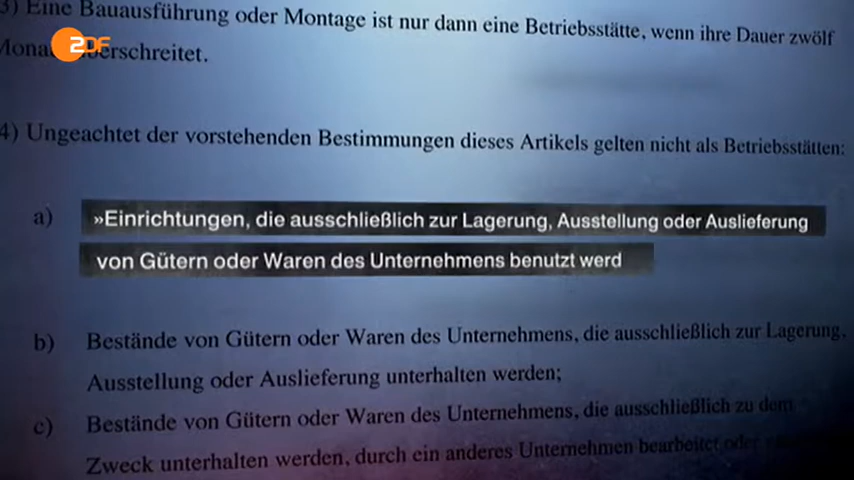 3) Eine Bauausführung oder Montage ist nur dann eine Betriebsstätte, wenn ihre Dauer zwölf
ZDF
überschreitet.
4) Ungeachtet der vorstehenden Bestimmungen dieses Artikels gelten nicht als Betriebsstätten:
a) »Einrichtungen, die ausschließlich zur Lagerung, Ausstellung oder Auslieferung
von Gütern oder Waren des Unternehmens benutzt werd
b) Bestände von Gütern oder Waren des Unternehmens, die ausschließlich zur Lagerung,
Ausstellung oder Auslieferung unterhalten werden;
c) Bestände von Gütern oder Waren des Unternehmens, die ausschließlich zu dem
Zweck unterhalten werden, durch ein anderes Unternehmen bearbeitet oder